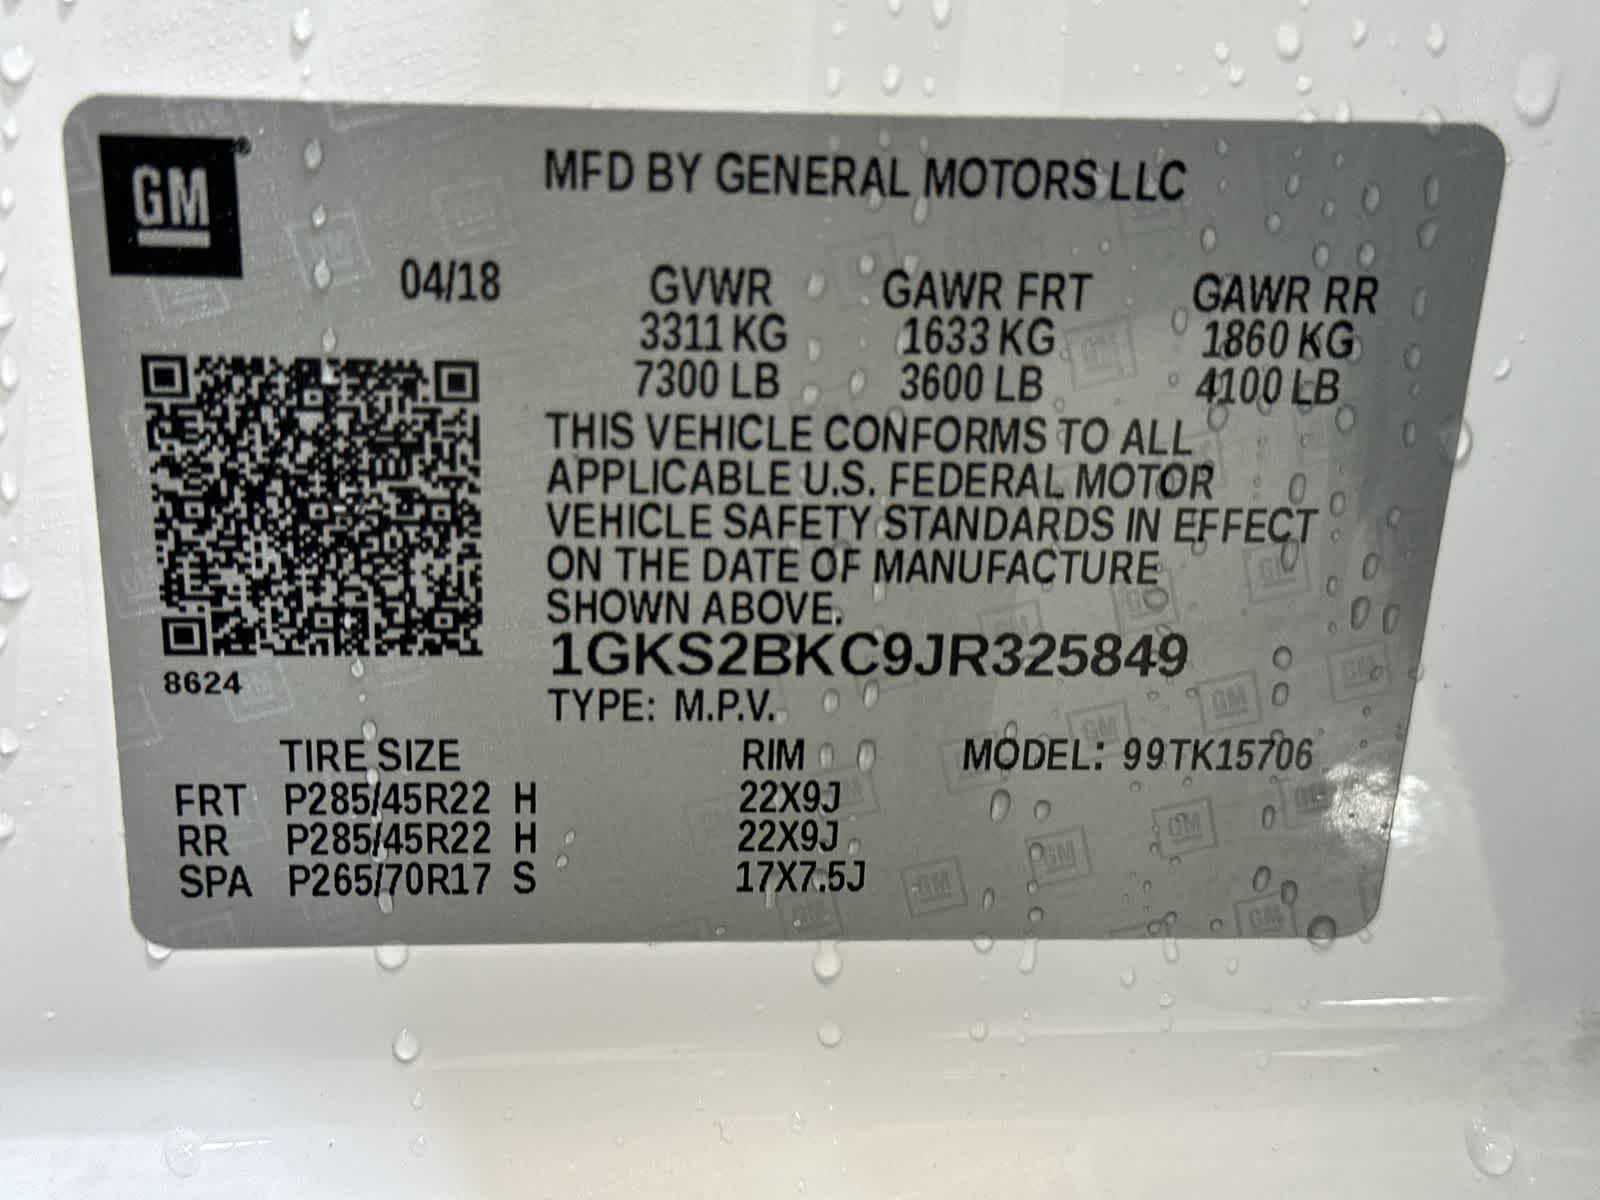 GM®
MFD BY GENERAL MOTORS LLC
04/18 GVWR GAWR FRT GAWR RR
3311 KG 1633 KG 1860 KG
7300 LB 3600 LB 4100 LB
THIS VEHICLE CONFORMS TO ALL
APPLICABLE U.S. FEDERAL MOTOR
VEHICLE SAFETY STANDARDS IN EFFECT
ON THE DATE OF MANUFACTURE
SHOWN ABOVE.
1GKS2BKC9JR325849
8624
TYPE: M.P.V.
TIRE SIZE RIM MODEL: 99TK15706
FRT P285/45R22 H 22X9J
RR P285/45R22 H 22X9J
SPA P265/70R17 S 17X7.5J